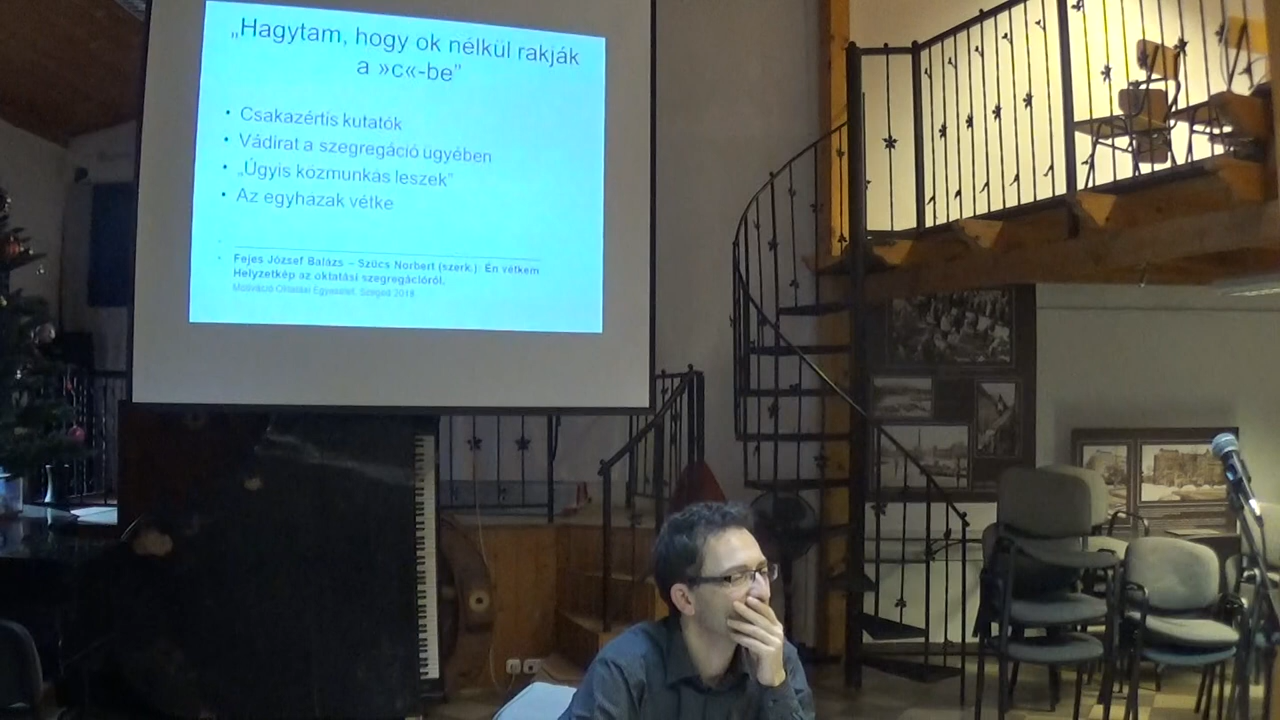 „Hagytam, hogy ok nélkül rakják
a »c«-be”
• Csakazértis kutatók
• Vádirat a szegregáció ügyében
• „Úgyis közmunkás leszek”
• Az egyházak vétke
Fejes József Balázs – Szűcs Norbert (szerk.): Én vétkem
Helyzetkép az oktatási szegregációról.
Motiváció Oktatási Egyesület, Szeged 2018